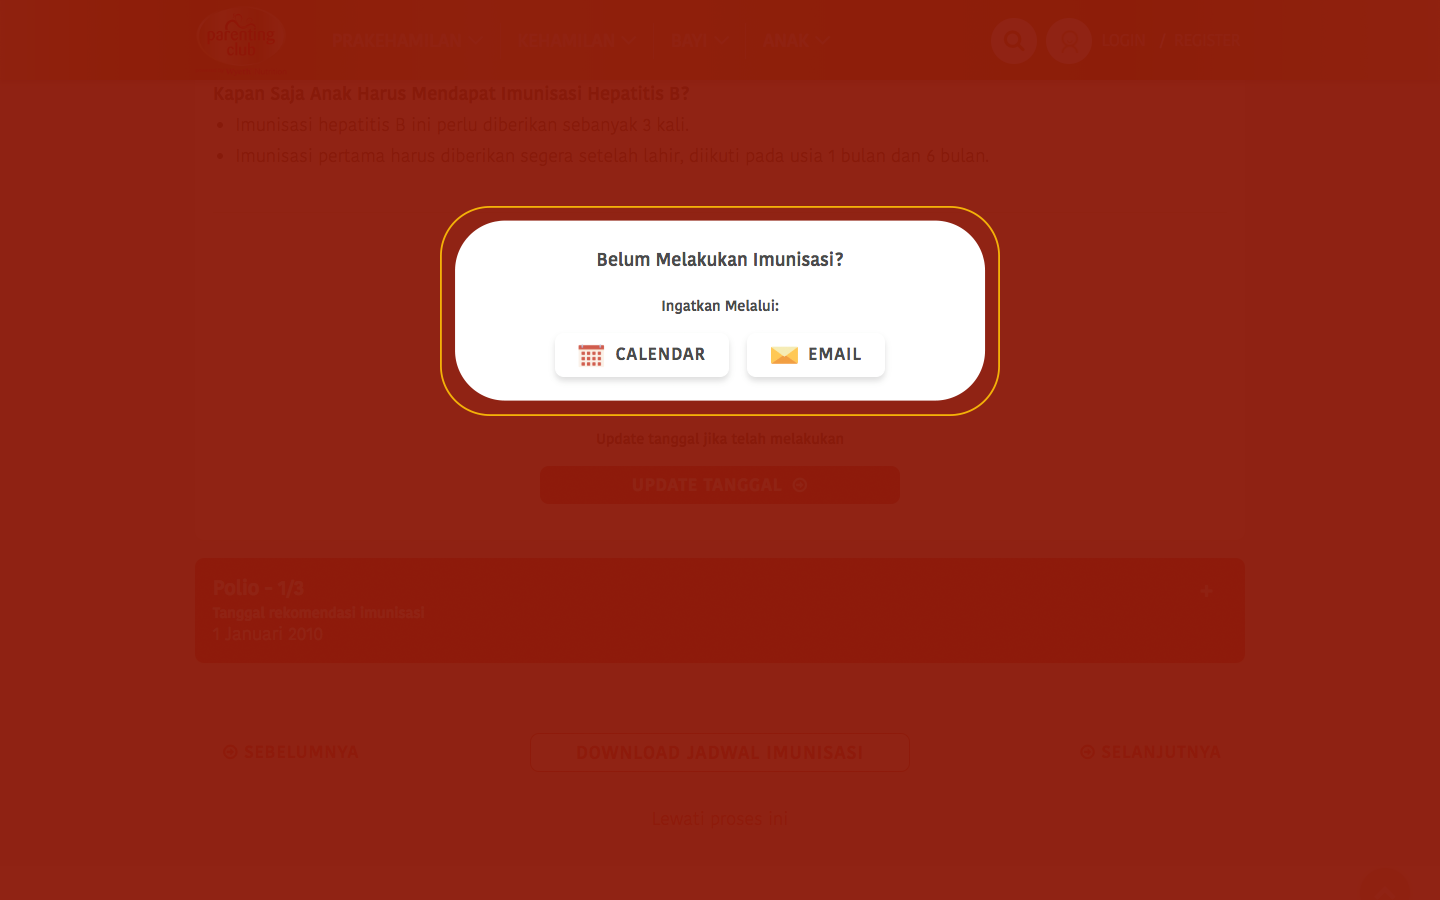 parenting
club
PRAKEHAMILAN
KEHAMILAN
BAYI
ANAK
LOGIN / REGISTER
Kapan Saja Anak Harus Mendapat Imunisasi Hepatitis B?
• Imunisasi hepatitis B ini perlu diberikan sebanyak 3 kali.
• Imunisasi pertama harus diberikan segera setelah lahir, diikuti pada usia 1 bulan dan 6 bulan.
Belum Melakukan Imunisasi?
Ingatkan Melalui:
CALENDAR
EMAIL
Update tanggal jika telah melakukan
UPDATE TANGGAL
Polio - 1/3
+
Tanggal rekomendasi imunisasi
1 Januari 2010
SEBELUMNYA
DOWNLOAD JADWAL IMUNISASI
SELANJUTNYA
Lewati proses ini